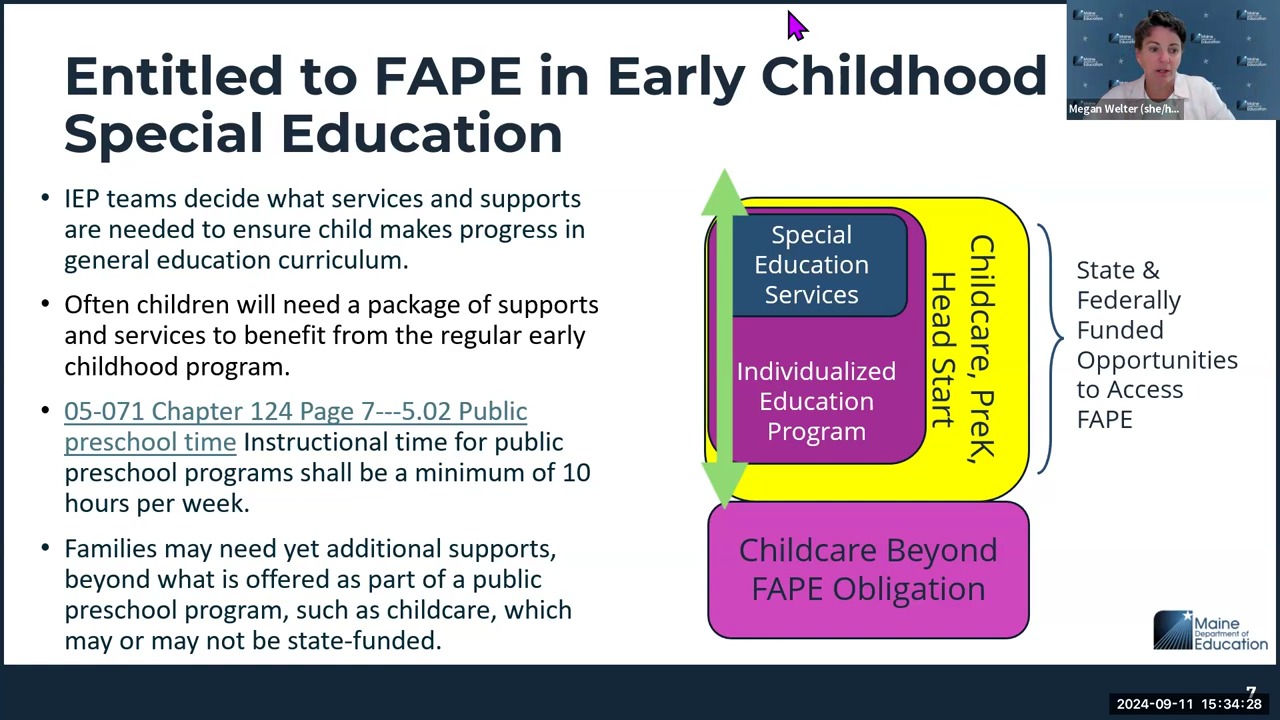 Entitled to FAPE in Early Childhood
Special Education
Megan Welter (she/h...
• IEP teams decide what services and supports
are needed to ensure child makes progress in
general education curriculum.
• Often children will need a package of supports
and services to benefit from the regular early
childhood program.
• 05-071 Chapter 124 Page 7---5.02 Public
preschool time Instructional time for public
preschool programs shall be a minimum of 10
hours per week.
• Families may need yet additional supports,
beyond what is offered as part of a public
preschool program, such as childcare, which
may or may not be state-funded.
Special
Education
Services
Individualized
Education
Program
Childcare, PreK,
Head Start
Childcare Beyond
FAPE Obligation
State &
Federally
Funded
Opportunities
to Access
FAPE
Maine
Department of
Education
7
2024-09-11 15:34:28